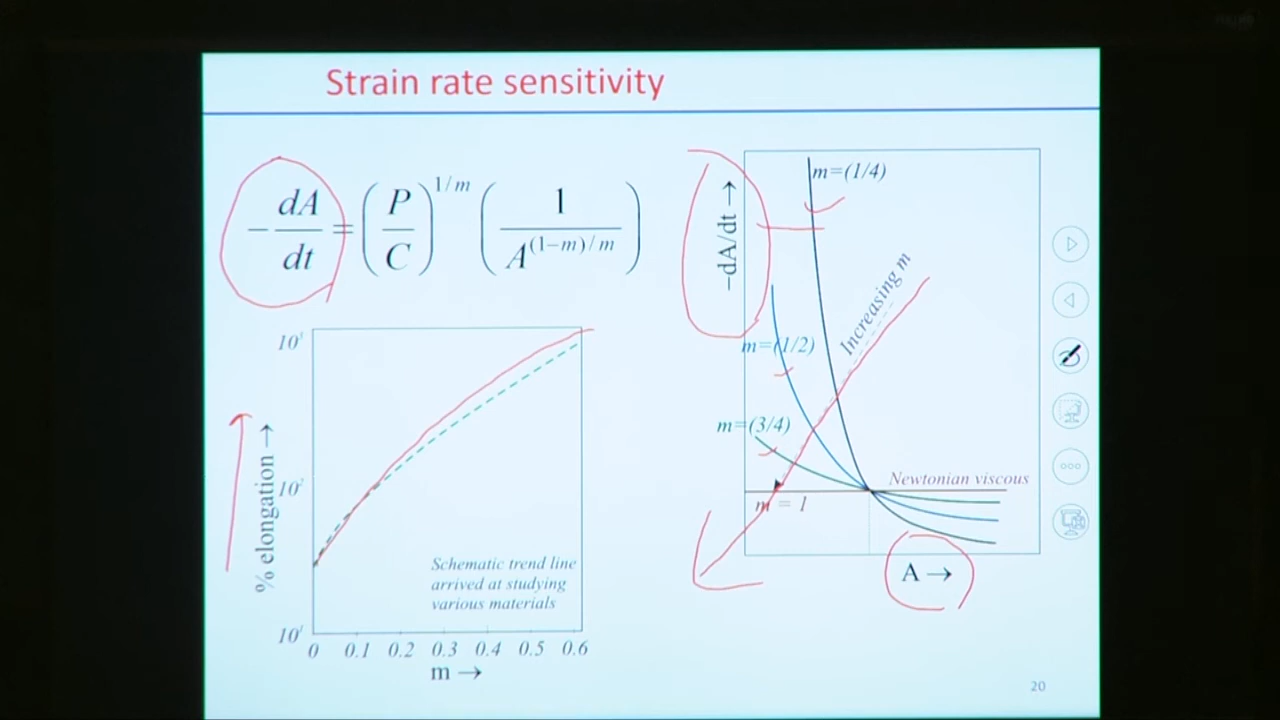 Strain rate sensitivity
- dA/dt = (P/C)^{1/m} (1/A^{(1-m)/m})
10³
10²
10¹
% elongation →
Schematic trend line
arrived at studying
various materials
0 0.1 0.2 0.3 0.4 0.5 0.6
m →
-dA/dt →
m=(1/4)
Increasing m
m=(1/2)
m=(3/4)
Newtonian viscous
m = 1
A →
20